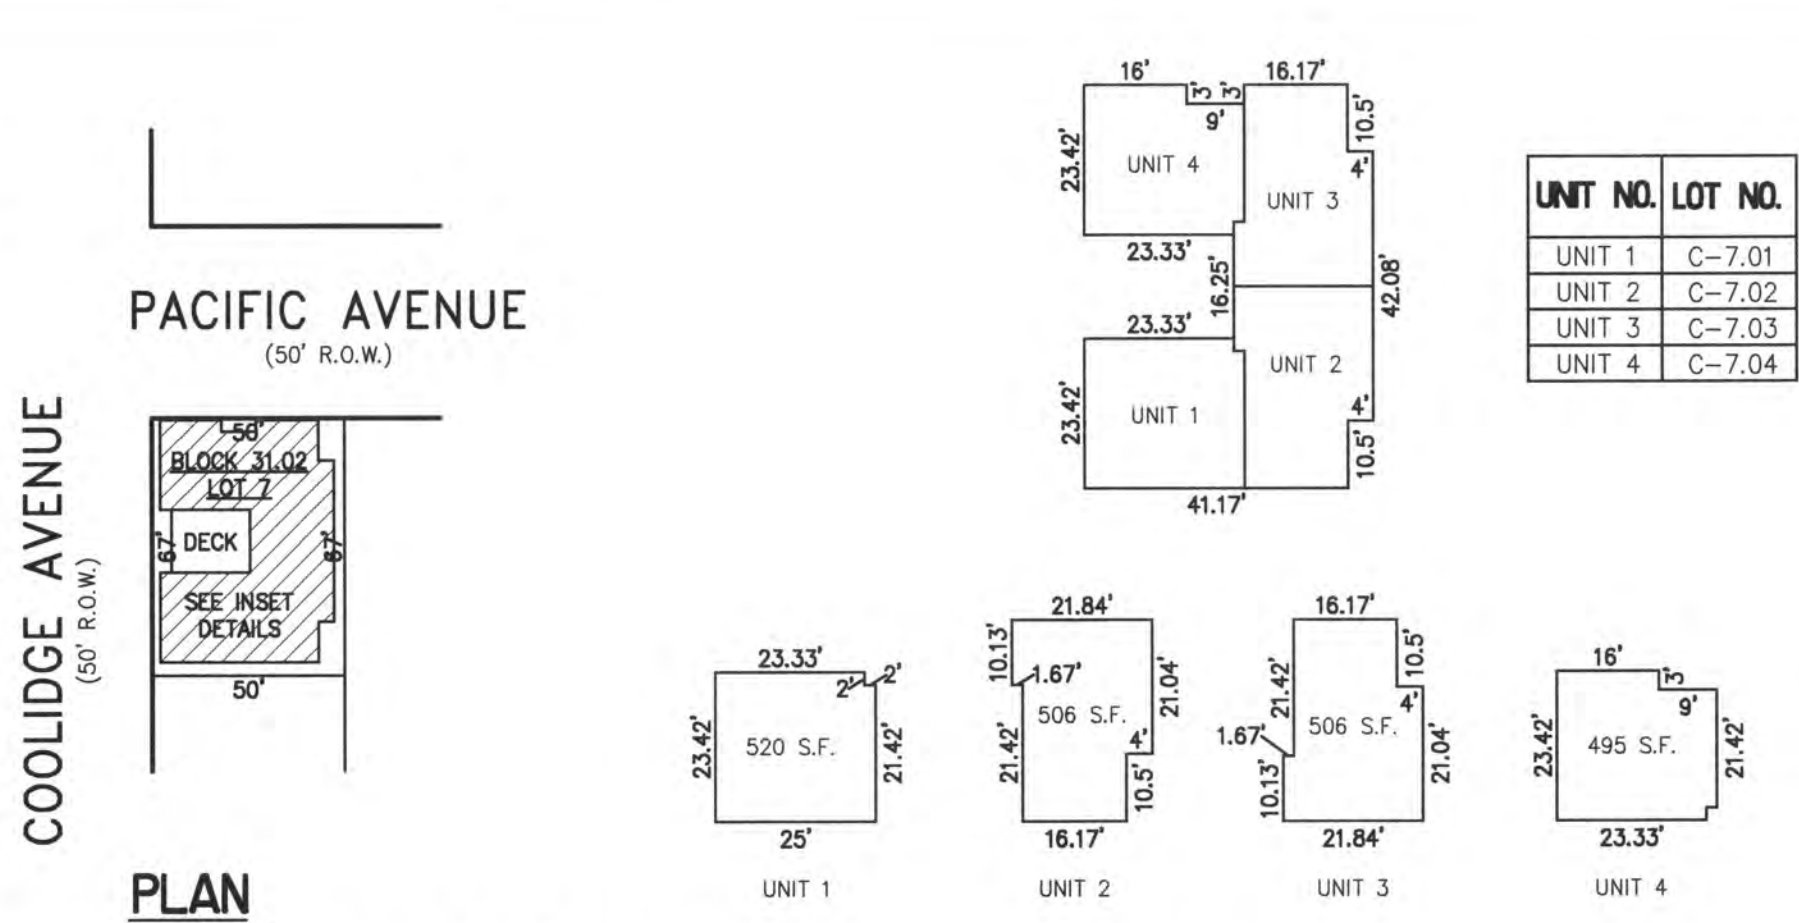 PACIFIC AVENUE
(50' R.O.W.)
COOLIDGE AVENUE
(50' R.O.W.)
50'
BLOCK 31.02
LOT 7
67'
DECK
67'
SEE INSET
DETAILS
50'
PLAN
16'
3'
3'
16.17'
9'
10.5'
23.42'
UNIT 4
4'
UNIT 3
23.33'
16.25'
42.08'
23.33'
UNIT 2
23.42'
UNIT 1
4'
10.5'
41.17'
UNIT NO. LOT NO.
UNIT 1 C-7.01
UNIT 2 C-7.02
UNIT 3 C-7.03
UNIT 4 C-7.04
23.33'
2'
2'
23.42'
520 S.F.
21.42'
25'
UNIT 1
21.84'
10.13'
1.67'
506 S.F.
21.04'
21.42'
4'
10.5'
16.17'
UNIT 2
16.17'
10.5'
21.42'
4'
1.67'
506 S.F.
21.04'
10.13'
21.84'
UNIT 3
16'
3'
9'
23.42'
495 S.F.
21.42'
23.33'
UNIT 4